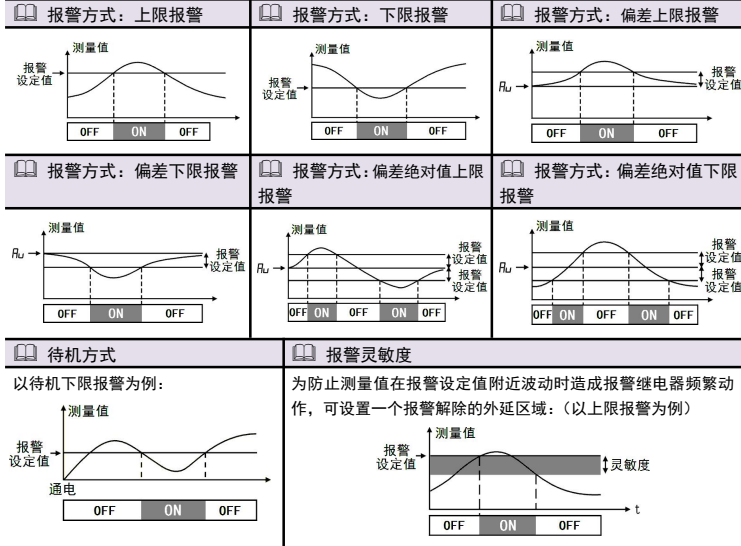 报警方式：上限报警
测量值
报警
设定值
OFF ON OFF
报警方式：下限报警
测量值
报警
设定值
OFF ON OFF
报警方式：偏差上限报警
测量值
报警
设定值
Au
OFF ON OFF
报警方式：偏差下限报警
测量值
Au
报警
设定值
OFF ON OFF
报警方式：偏差绝对值上限
报警
测量值
报警
设定值
Au
报警
设定值
OFF ON OFF ON OFF
报警方式：偏差绝对值下限
报警
测量值
报警
设定值
Au
报警
设定值
OFF ON OFF ON OFF
待机方式
以待机下限报警为例：
测量值
报警
设定值
通电
OFF ON OFF
报警灵敏度
为防止测量值在报警设定值附近波动时造成报警继电器频繁动
作，可设置一个报警解除的外延区域：（以上限报警为例）
测量值
报警
设定值
灵敏度
t
OFF ON OFF